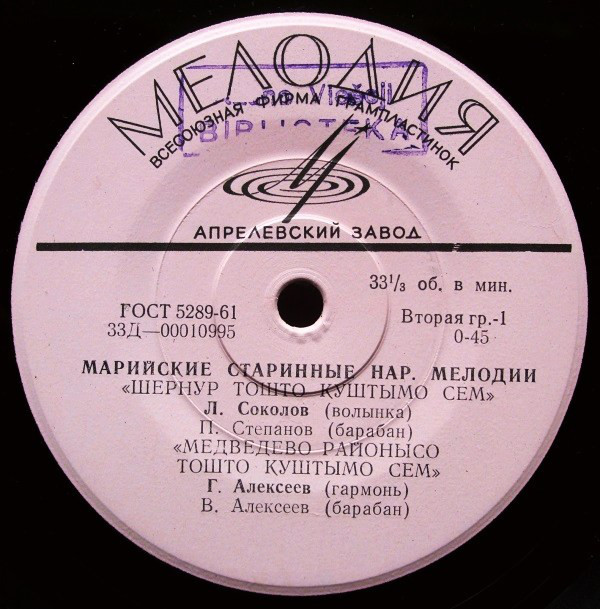 МЕЛОДИЯ
ВСЕСОЮЗНАЯ ФИРМА ГРАМПЛАСТИНОК
BIBLIOTEKA
АПРЕЛЕВСКИЙ ЗАВОД
33⅓ об. в мин.
ГОСТ 5289-61
Вторая гр.-1
33Д—00010995
0-45
МАРИЙСКИЕ СТАРИННЫЕ НАР. МЕЛОДИИ
«ШЕРНУР ТОШТО КУШТЫМО СЕМ»
Л. Соколов (волынка)
П. Степанов (барабан)
«МЕДВЕДЕВО РАЙОНЫСО
ТОШТО КУШТЫМО СЕМ»
Г. Алексеев (гармонь)
В. Алексеев (барабан)